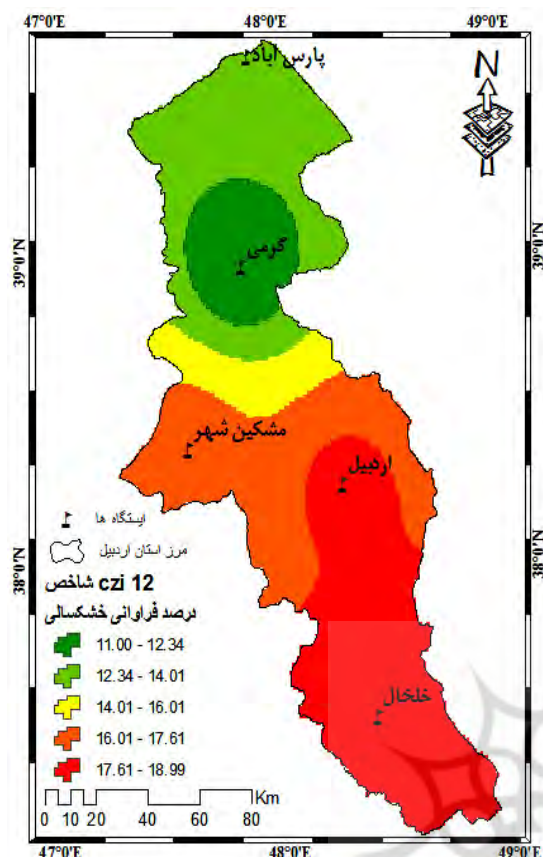 47°0'E 48°0'E 49°0'E
N
پارس آباد
39°0'N 39°0'N
گرمی
مشکین شهر
اردبیل
ایستگاه ها
38°0'N 38°0'N
مرز استان اردبیل
شاخص czi 12
درصد فراوانی خشکسالی
11.00 - 12.34
12.34 - 14.01
خلخال
14.01 - 16.01
16.01 - 17.61
17.61 - 18.99
Km
0 10 20 40 60 80
47°0'E 48°0'E 49°0'E